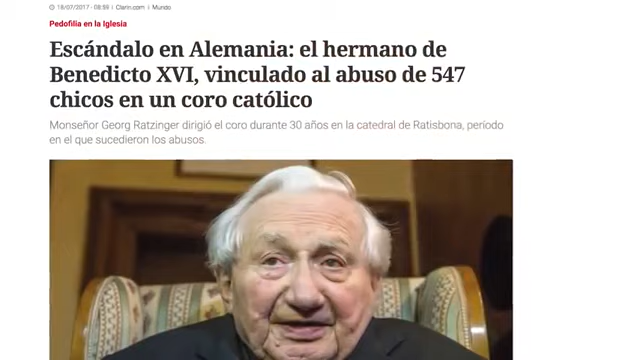 18/07/2017 - 08:59 | Clarin.com | Mundo
Pedofilia en la Iglesia
Escándalo en Alemania: el hermano de
Benedicto XVI, vinculado al abuso de 547
chicos en un coro católico
Monseñor Georg Ratzinger dirigió el coro durante 30 años en la catedral de Ratisbona, período
en el que sucedieron los abusos.